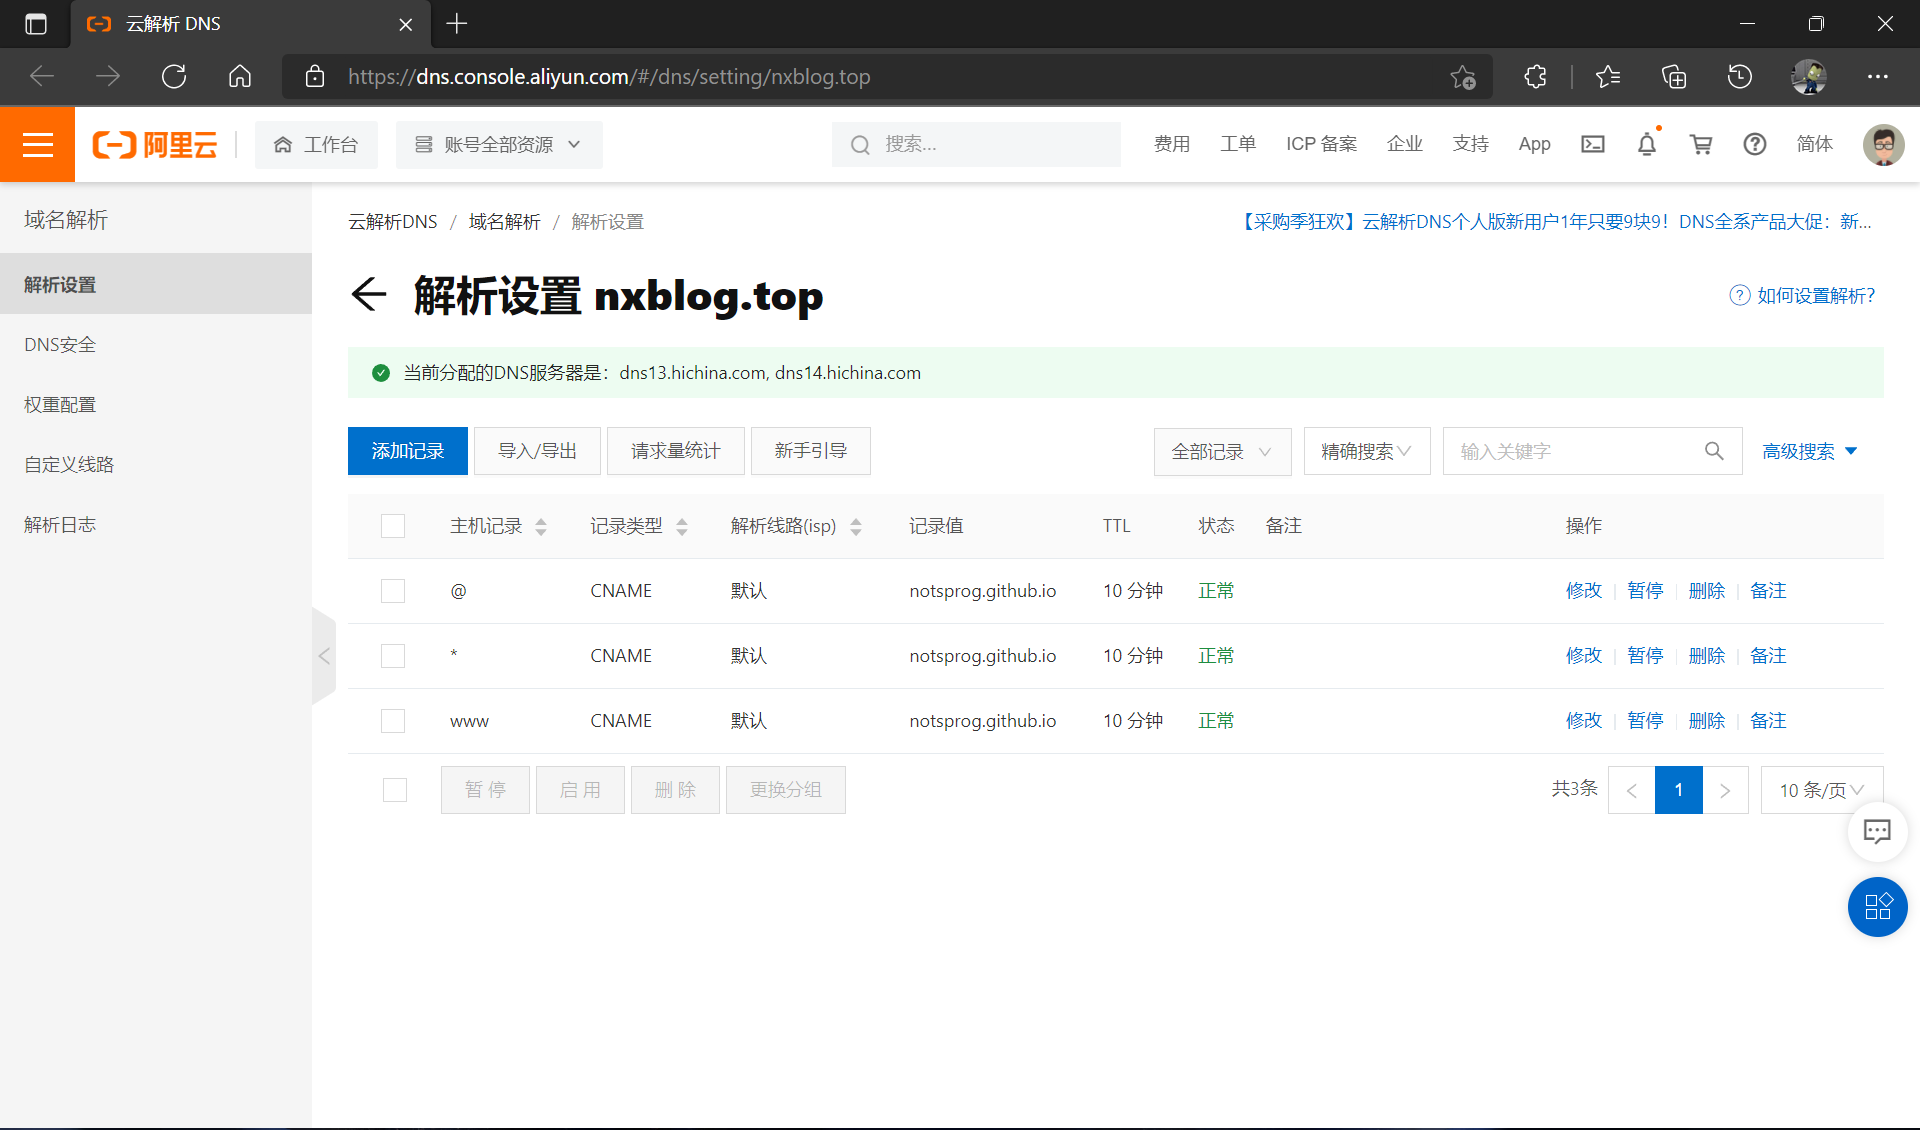 云解析 DNS
https://dns.console.aliyun.com/#/dns/setting/nxblog.top
阿里云 工作台 账号全部资源 搜索... 费用 工单 ICP 备案 企业 支持 App 简体
域名解析
解析设置
DNS安全
权重配置
自定义线路
解析日志
云解析DNS / 域名解析 / 解析设置
【采购季狂欢】云解析DNS个人版新用户1年只要9块9！DNS全系产品大促：新...
解析设置 nxblog.top
如何设置解析?
当前分配的DNS服务器是：dns13.hichina.com, dns14.hichina.com
添加记录 导入/导出 请求量统计 新手引导 全部记录 精确搜索 输入关键字 高级搜索
主机记录 记录类型 解析线路(isp) 记录值 TTL 状态 备注 操作
@ CNAME 默认 notsprog.github.io 10 分钟 正常 修改 暂停 删除 备注
* CNAME 默认 notsprog.github.io 10 分钟 正常 修改 暂停 删除 备注
www CNAME 默认 notsprog.github.io 10 分钟 正常 修改 暂停 删除 备注
暂 停 启 用 删 除 更换分组 共3条 < 1 > 10 条/页